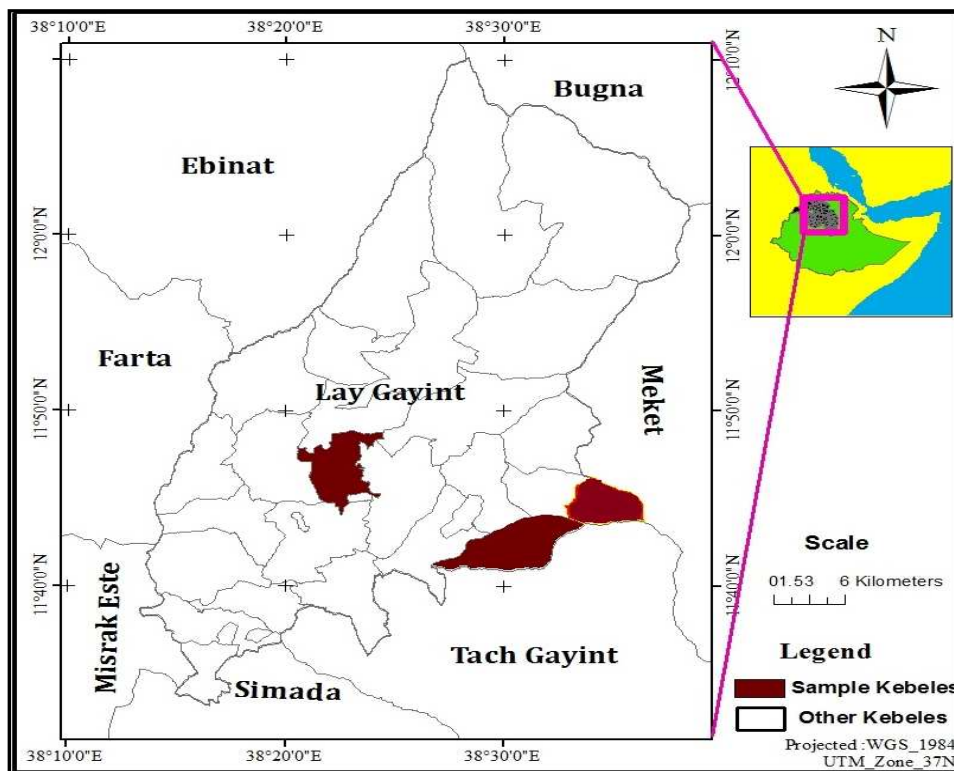 38°10'0"E 38°20'0"E 38°30'0"E
N
Bugna
12°10'0"N
Ebinat
12°0'0"N
12°0'0"N
Farta
Lay Gayint
Meket
11°50'0"N
11°50'0"N
Scale
01.53 6 Kilometers
11°40'0"N
11°40'0"N
Misrak Este
Tach Gayint
Simada
Legend
Sample Kebeles
Other Kebeles
Projected :WGS_1984
UTM_Zone_37N
38°10'0"E 38°20'0"E 38°30'0"E